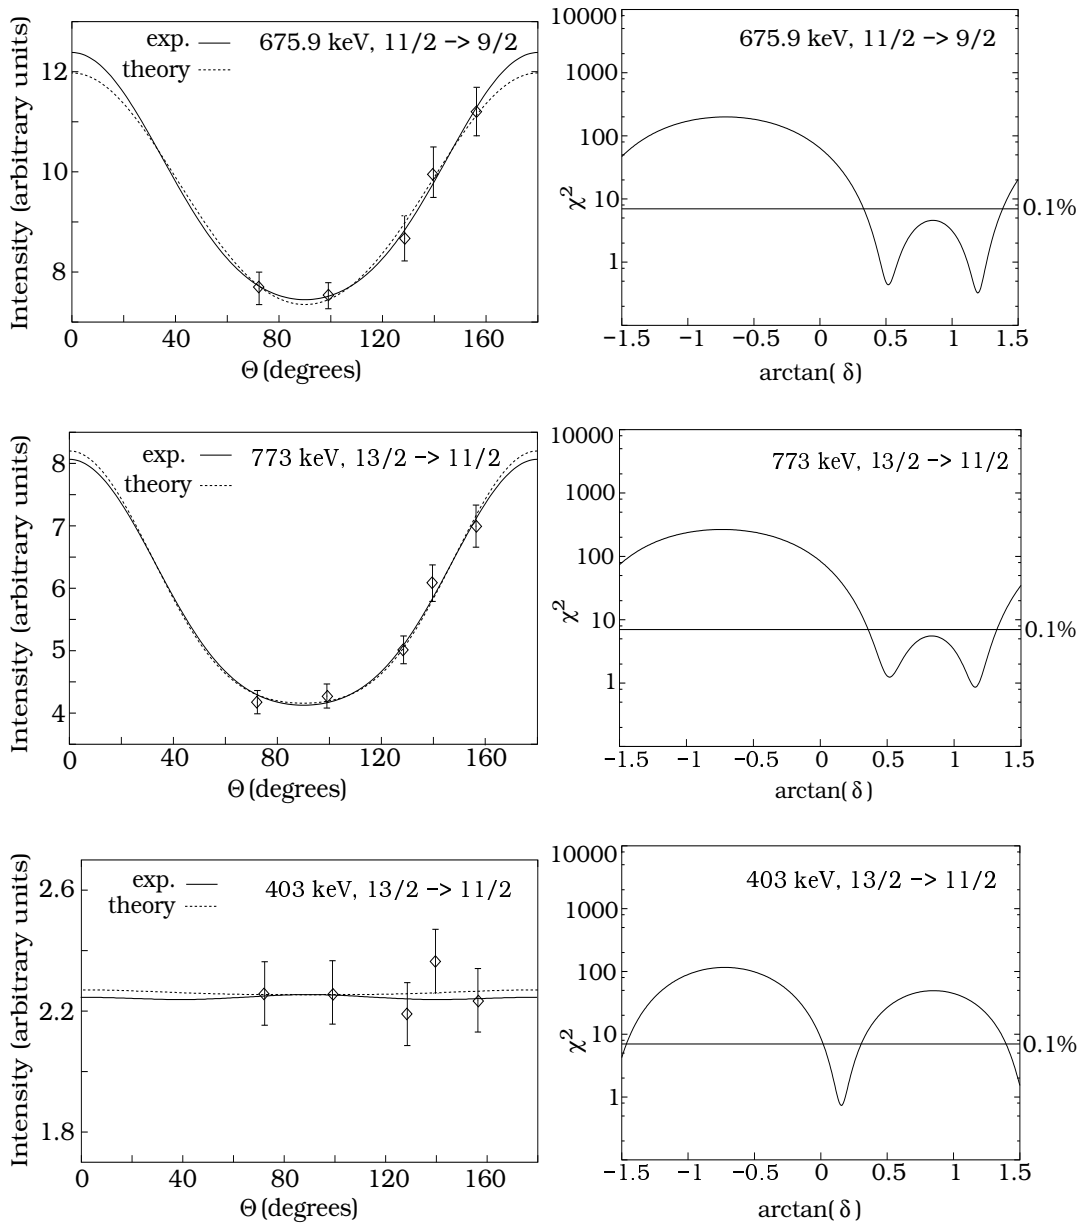 exp.
675.9 keV, 11/2 -> 9/2
theory
Intensity (arbitrary units)
12
10
8
0 40 80 120 160
Θ (degrees)
675.9 keV, 11/2 -> 9/2
χ²
10000
1000
100
10
1
0.1%
−1.5 −1 −0.5 0 0.5 1 1.5
arctan( δ)
exp.
773 keV, 13/2 -> 11/2
theory
Intensity (arbitrary units)
8
7
6
5
4
0 40 80 120 160
Θ (degrees)
773 keV, 13/2 -> 11/2
χ²
10000
1000
100
10
1
0.1%
−1.5 −1 −0.5 0 0.5 1 1.5
arctan( δ)
exp.
403 keV, 13/2 -> 11/2
theory
Intensity (arbitrary units)
2.6
2.2
1.8
0 40 80 120 160
Θ (degrees)
403 keV, 13/2 -> 11/2
χ²
10000
1000
100
10
1
0.1%
−1.5 −1 −0.5 0 0.5 1 1.5
arctan( δ)